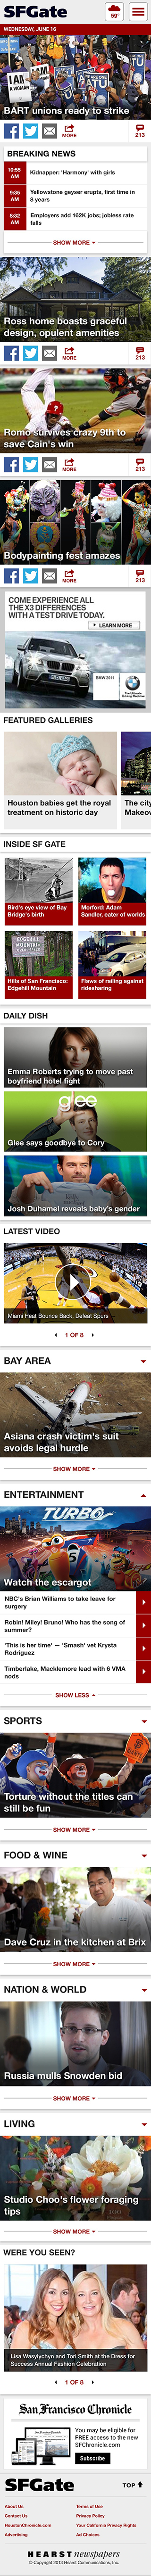 SFGate
59°
WEDNESDAY, JUNE 16
I AM
A
WOMAN
I AM
A MAN
WE ARE
ONE
TU
BART unions ready to strike
MORE
213
BREAKING NEWS
10:55
AM
Kidnapper: 'Harmony' with girls
9:35
AM
Yellowstone geyser erupts, first time in
8 years
8:32
AM
Employers add 162K jobs; jobless rate
falls
SHOW MORE
Ross home boasts graceful
design, opulent amenities
MORE
213
Romo survives crazy 9th to
save Cain's win
MORE
213
Bodypainting fest amazes
MORE
213
COME EXPERIENCE ALL
THE X3 DIFFERENCES
WITH A TEST DRIVE TODAY.
LEARN MORE
BMW 2011
The Ultimate
Driving Machine
FEATURED GALLERIES
Houston babies get the royal
treatment on historic day
The city
Makeov
INSIDE SF GATE
Bird's eye view of Bay
Bridge's birth
Morford: Adam
Sandler, eater of worlds
EDGEHILL
MOUNTAIN
Hills of San Francisco:
Edgehill Mountain
Flaws of railing against
ridesharing
DAILY DISH
Emma Roberts trying to move past
boyfriend hotel fight
glee
Glee says goodbye to Cory
Josh Duhamel reveals baby's gender
LATEST VIDEO
Miami Heat Bounce Back, Defeat Spurs
1 OF 8
BAY AREA
Asiana crash victim's suit
avoids legal hurdle
SHOW MORE
ENTERTAINMENT
TURBO
Watch the escargot
NBC's Brian Williams to take leave for
surgery
Robin! Miley! Bruno! Who has the song of
summer?
'This is her time' — 'Smash' vet Krysta
Rodriguez
Timberlake, Macklemore lead with 6 VMA
nods
SHOW LESS
SPORTS
Torture without the titles can
still be fun
SHOW MORE
FOOD & WINE
Dave Cruz in the kitchen at Brix
SHOW MORE
NATION & WORLD
Russia mulls Snowden bid
SHOW MORE
LIVING
Studio Choo's flower foraging
tips
SHOW MORE
WERE YOU SEEN?
Lisa Wasylychyn and Tori Smith at the Dress for
Success Annual Fashion Celebration
1 OF 8
San Francisco Chronicle
You may be eligible for
FREE access to the new
SFChronicle.com
Subscribe
SFGate
TOP
About Us
Terms of Use
Contact Us
Privacy Policy
HoustonChronicle.com
Your California Privacy Rights
Advertising
Ad Choices
HEARST newspapers
© Copyright 2013 Hearst Communications, Inc.